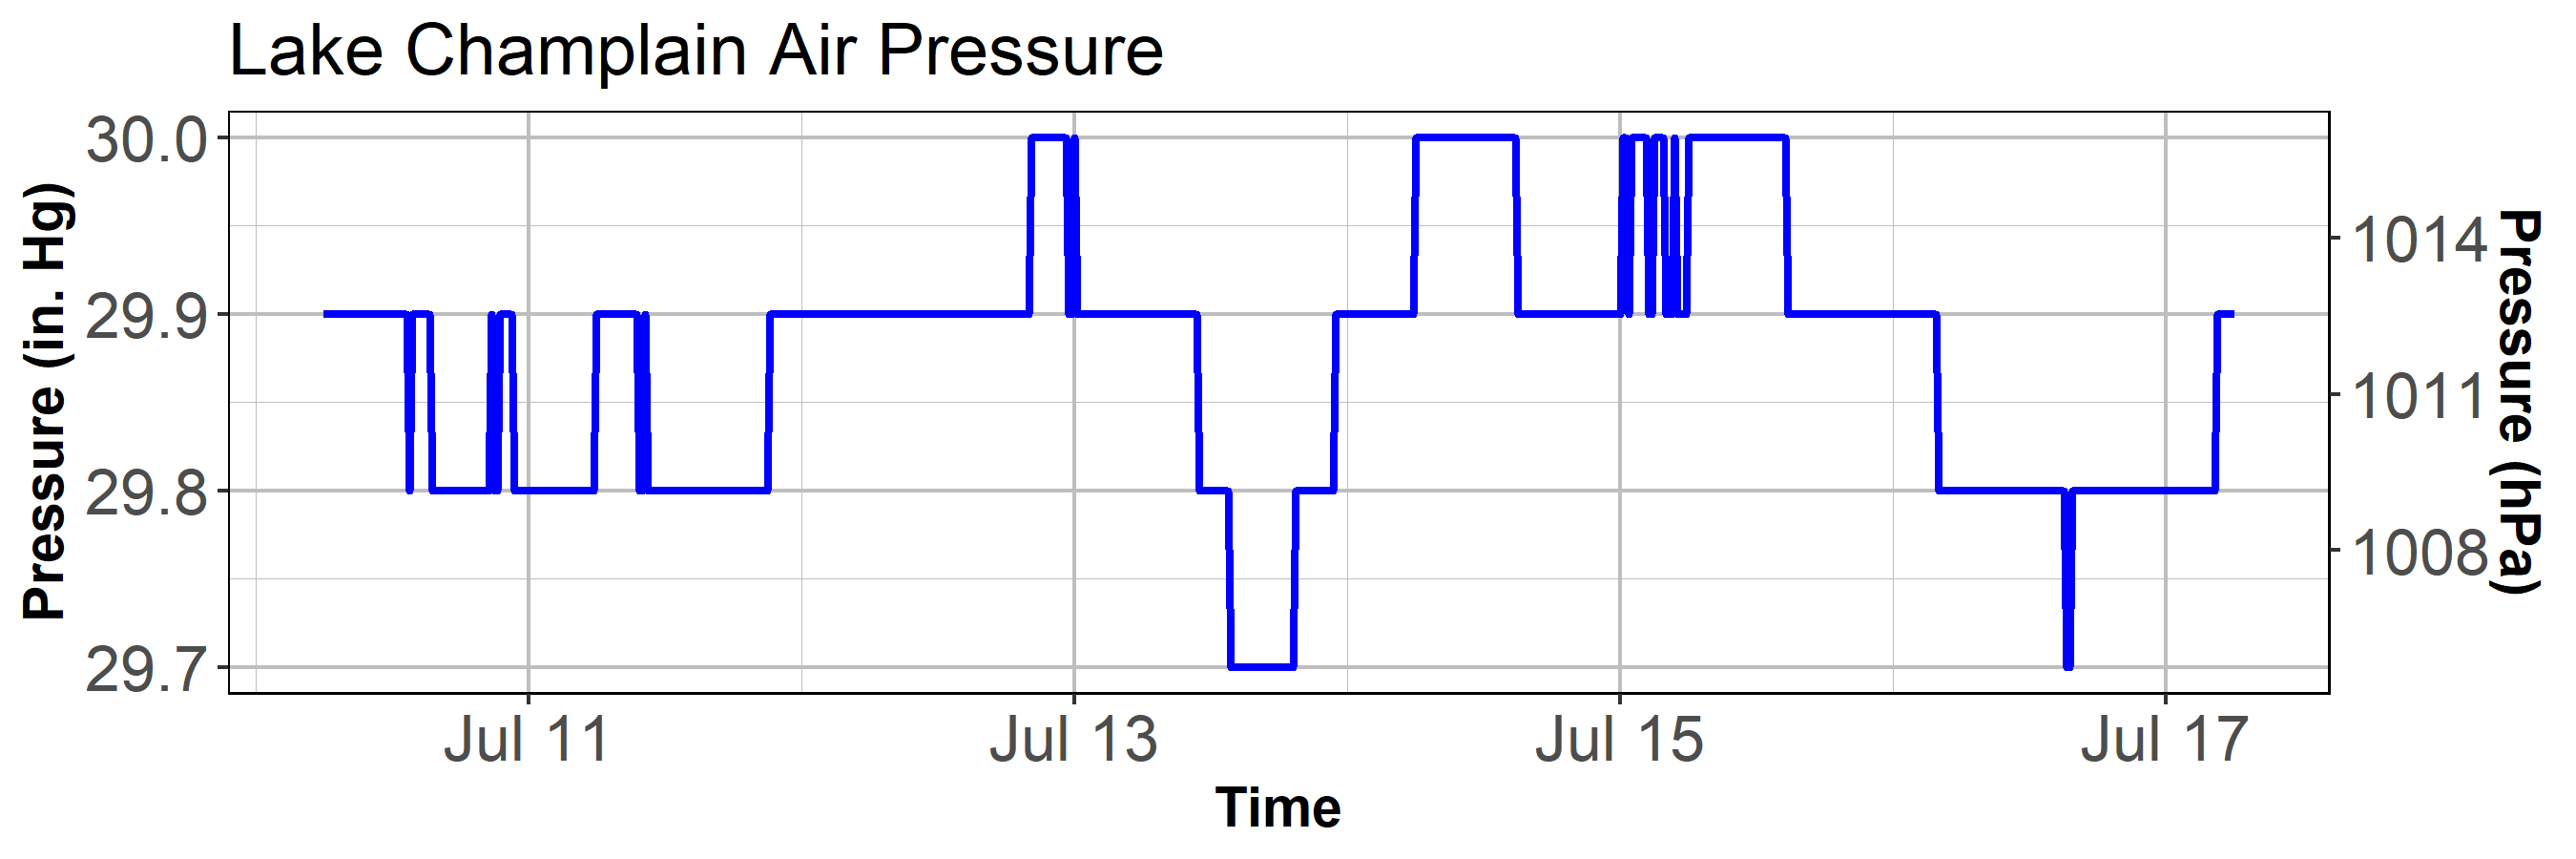 Lake Champlain Air Pressure
30.0
29.9
29.8
29.7
Pressure (in. Hg)
1014
1011
1008
Pressure (hPa)
Jul 11
Jul 13
Jul 15
Jul 17
Time